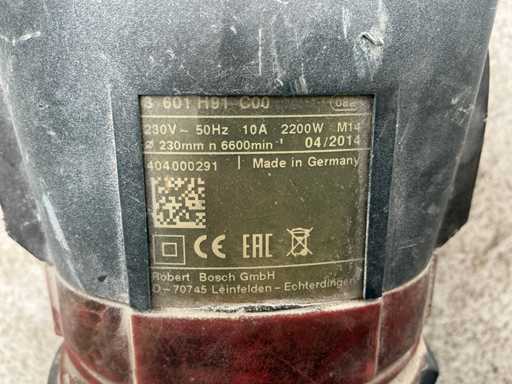 3 601 H91 C00
230V ~ 50Hz 10A 2200W M14
ø 230mm n 6600min⁻¹ 04/2014
404000291 Made in Germany
CE EAC
Robert Bosch GmbH
D-70745 Leinfelden-Echterdingen